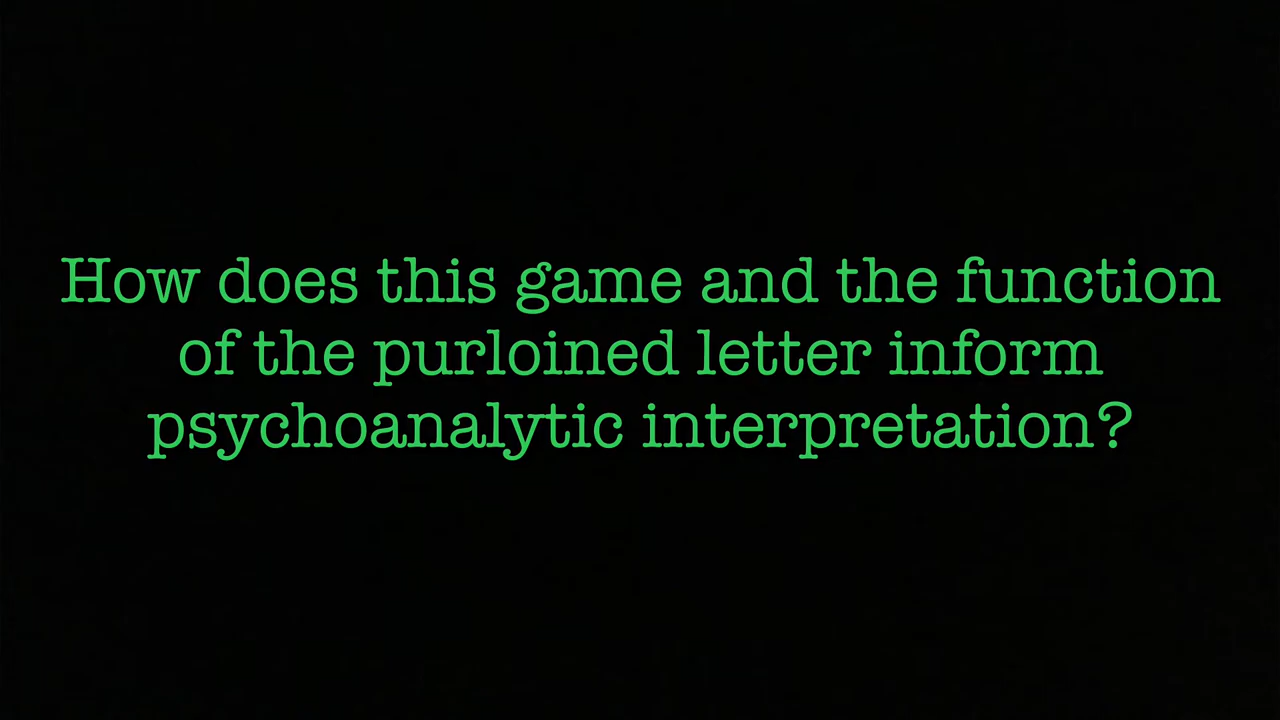 How does this game and the function
of the purloined letter inform
psychoanalytic interpretation?